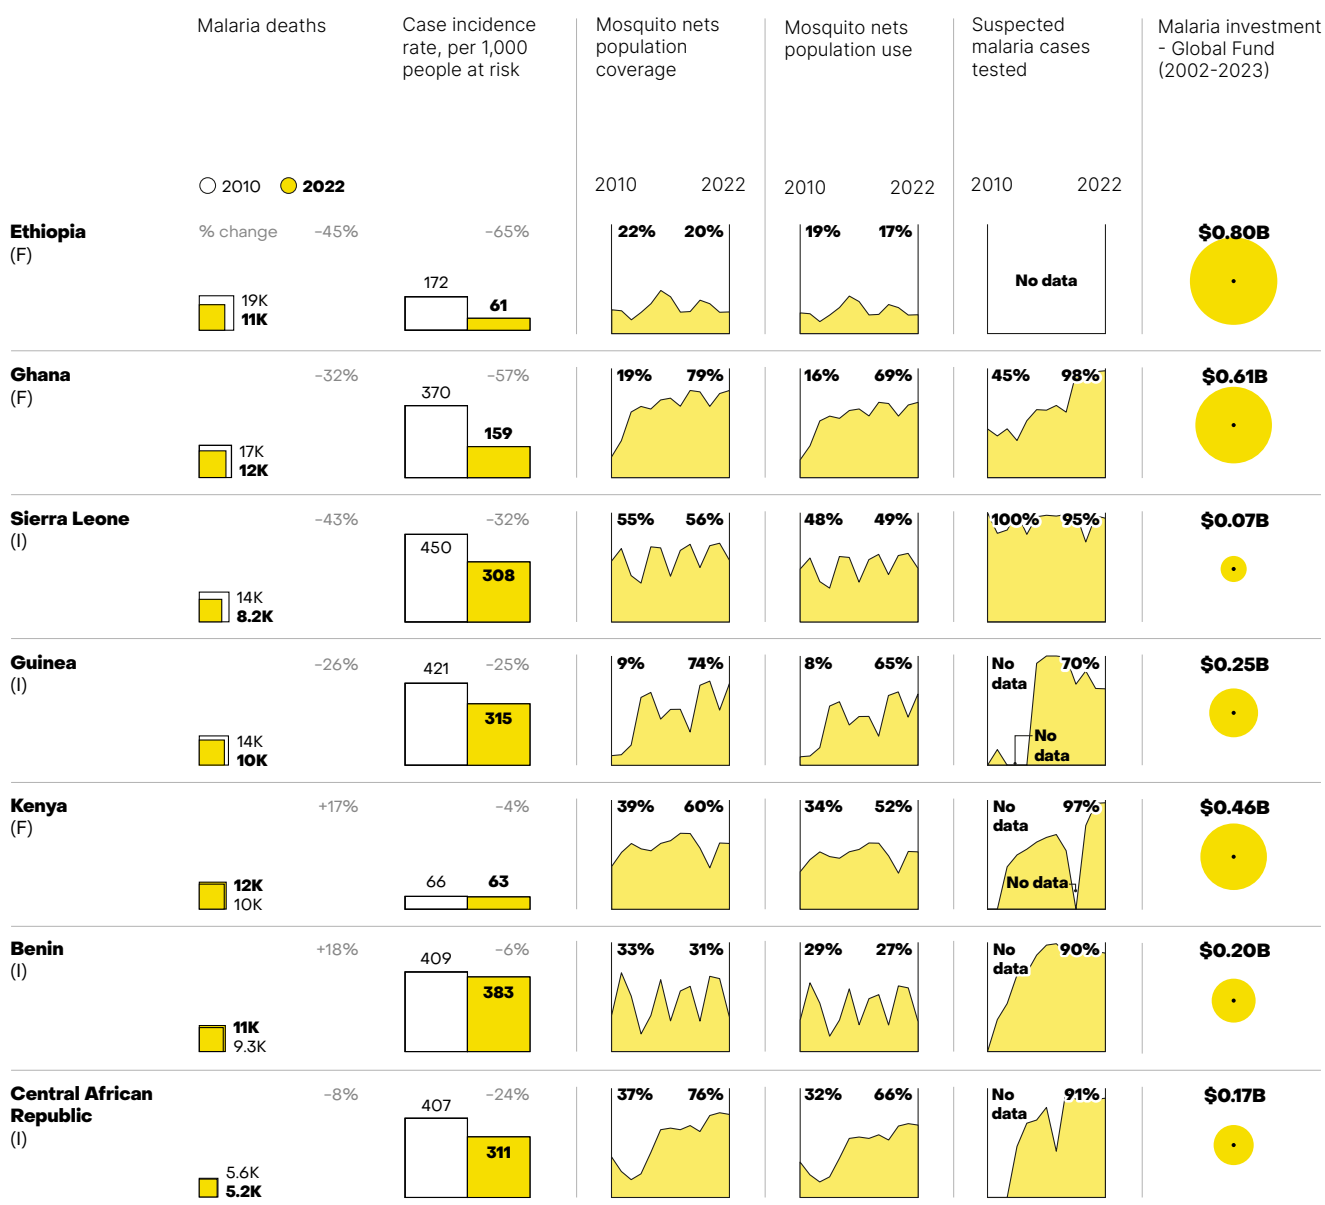 Malaria deaths
Case incidence
rate, per 1,000
people at risk
Mosquito nets
population
coverage
Mosquito nets
population use
Suspected
malaria cases
tested
Malaria investment
- Global Fund
(2002-2023)
2010 2022
2010 2022
2010 2022
2010 2022
Ethiopia
(F)
% change -45%
19K
11K
-65%
172
61
22% 20%
19% 17%
No data
$0.80B
Ghana
(F)
-32%
17K
12K
-57%
370
159
19% 79%
16% 69%
45% 98%
$0.61B
Sierra Leone
(I)
-43%
14K
8.2K
-32%
450
308
55% 56%
48% 49%
100% 95%
$0.07B
Guinea
(I)
-26%
14K
10K
-25%
421
315
9% 74%
8% 65%
No
data
70%
No
data
$0.25B
Kenya
(F)
+17%
12K
10K
-4%
66
63
39% 60%
34% 52%
No
data
97%
No data
$0.46B
Benin
(I)
+18%
11K
9.3K
-6%
409
383
33% 31%
29% 27%
No
data
90%
$0.20B
Central African
Republic
(I)
-8%
5.6K
5.2K
-24%
407
311
37% 76%
32% 66%
No
data
91%
$0.17B